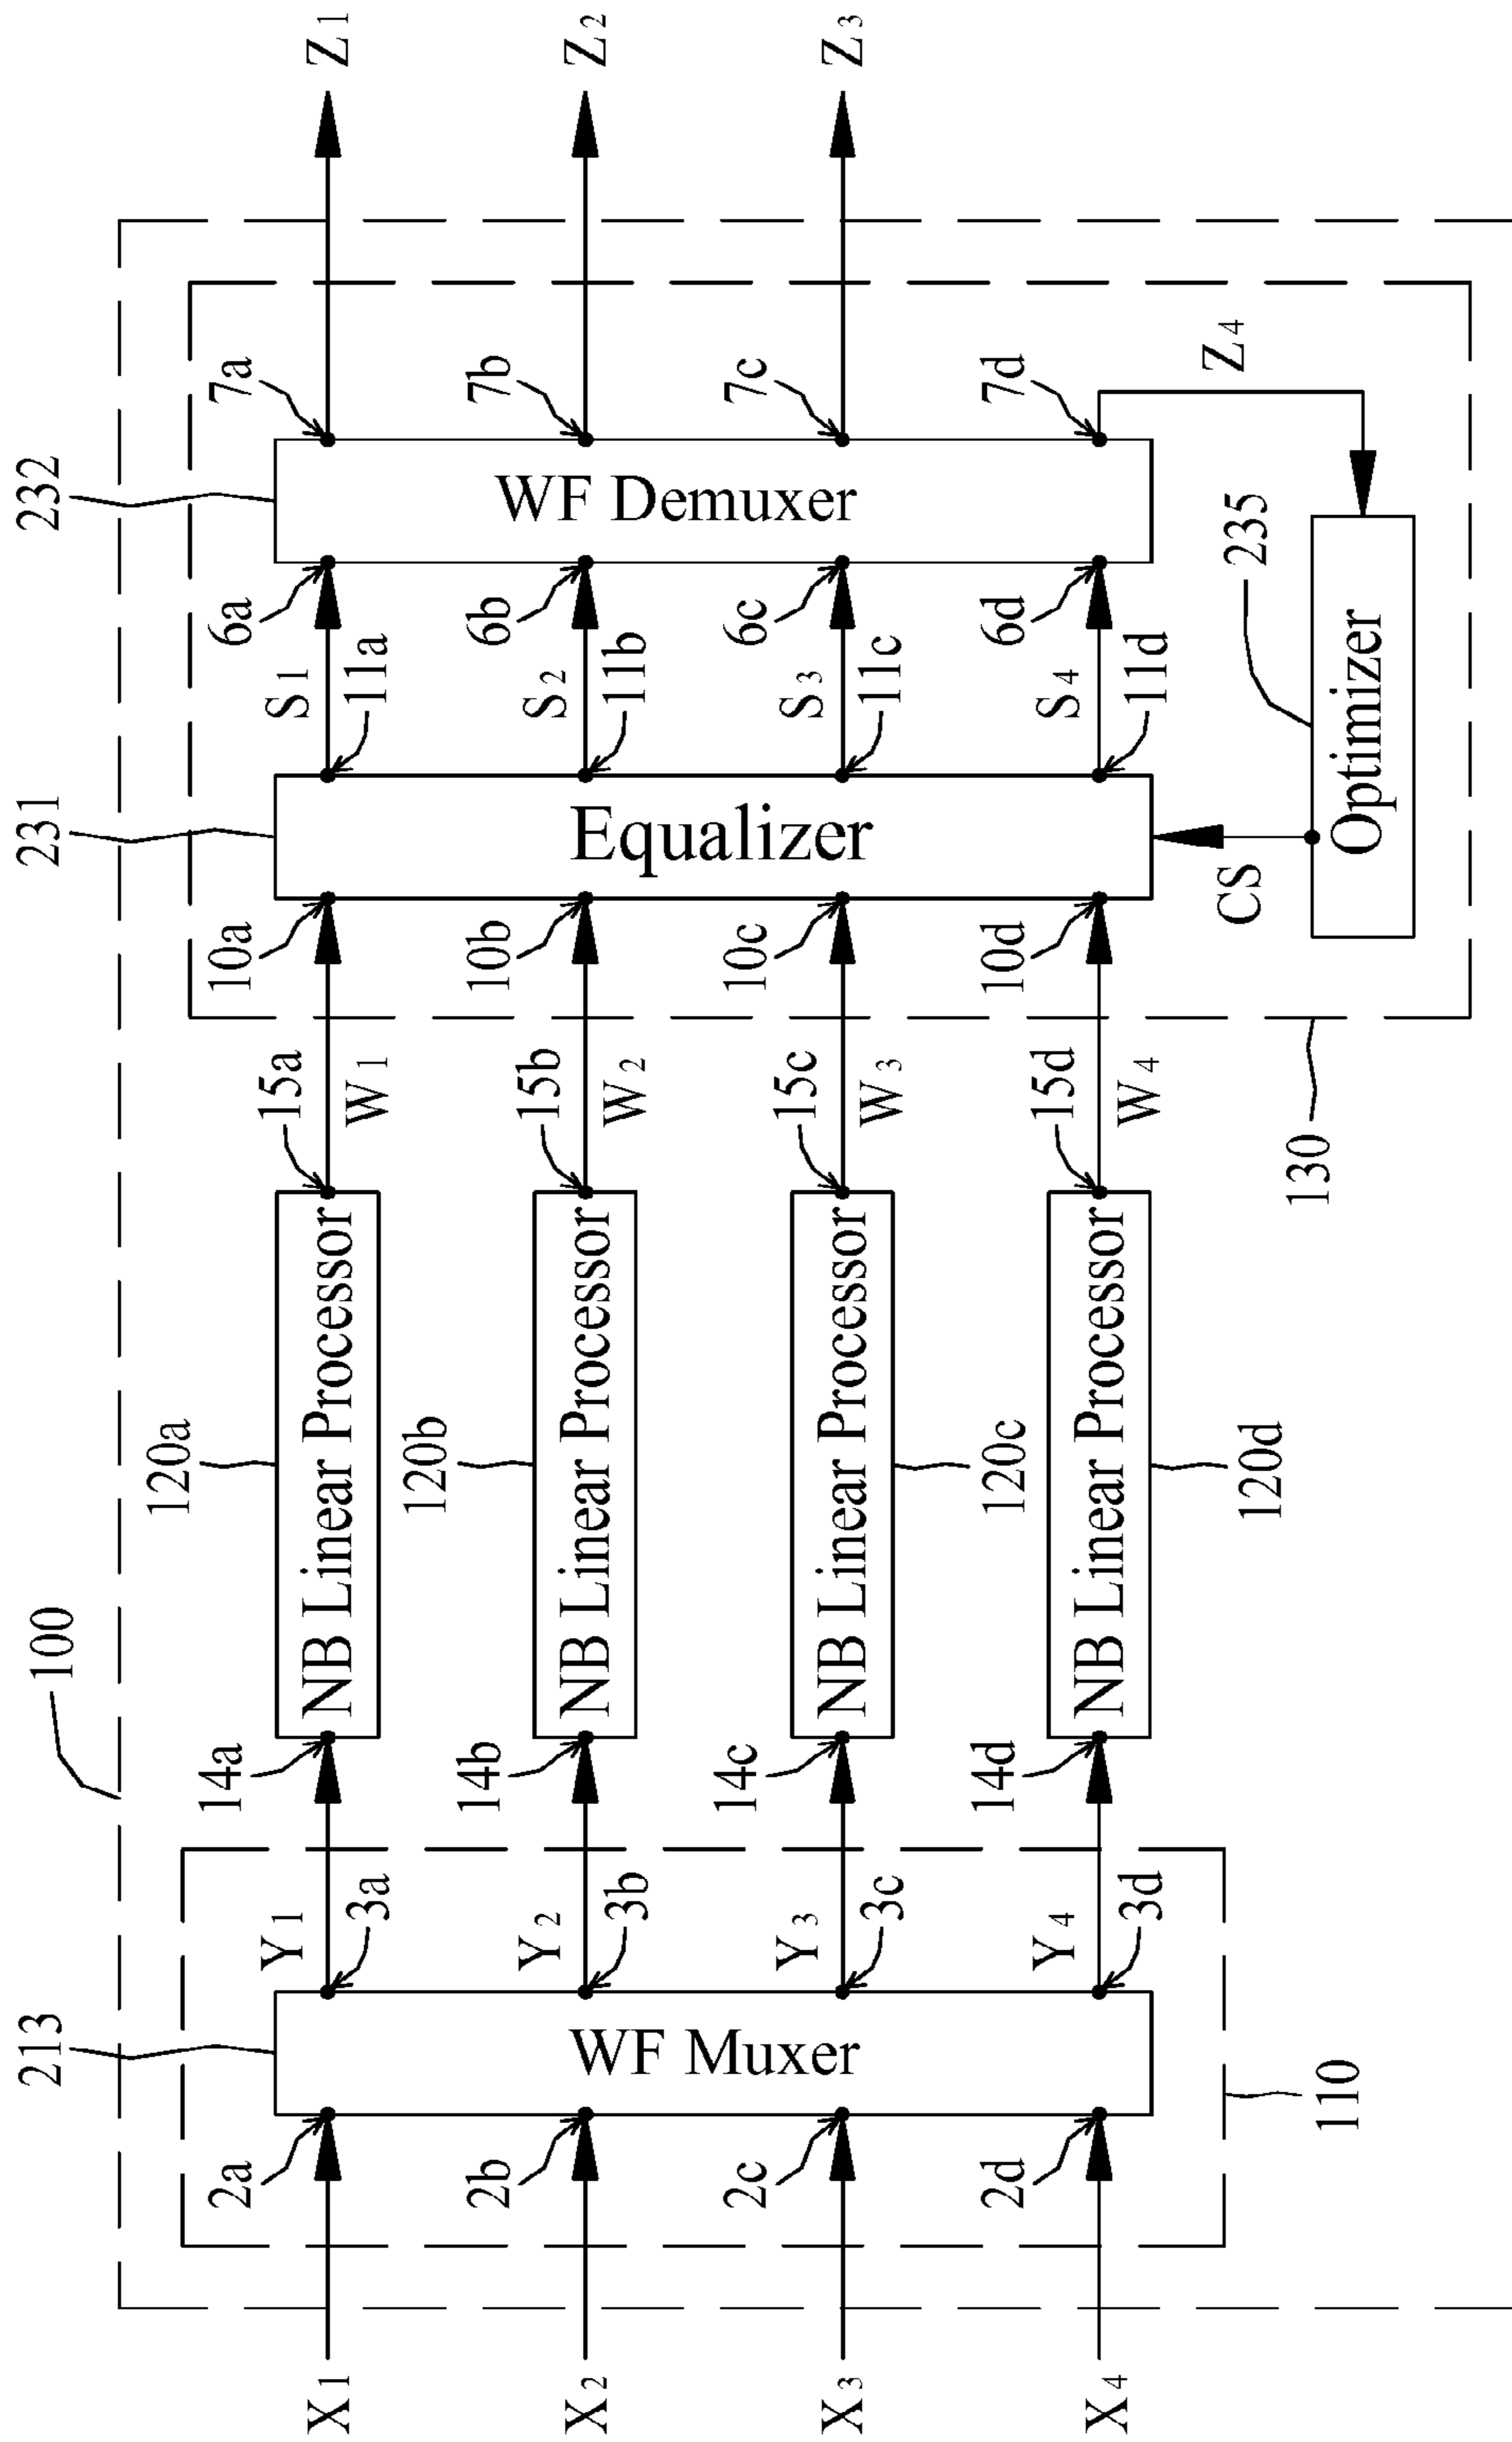 100
213
WF Muxer
110
X1
X2
X3
X4
2a
2b
2c
2d
Y1
Y2
Y3
Y4
3a
3b
3c
3d
14a
14b
14c
14d
120a
NB Linear Processor
120b
NB Linear Processor
120c
NB Linear Processor
120d
NB Linear Processor
15a
15b
15c
15d
W1
W2
W3
W4
130
10a
10b
10c
10d
231
Equalizer
CS
S1
S2
S3
S4
11a
11b
11c
11d
6a
6b
6c
6d
232
WF Demuxer
235
Optimizer
7a
7b
7c
7d
Z4
Z1
Z2
Z3